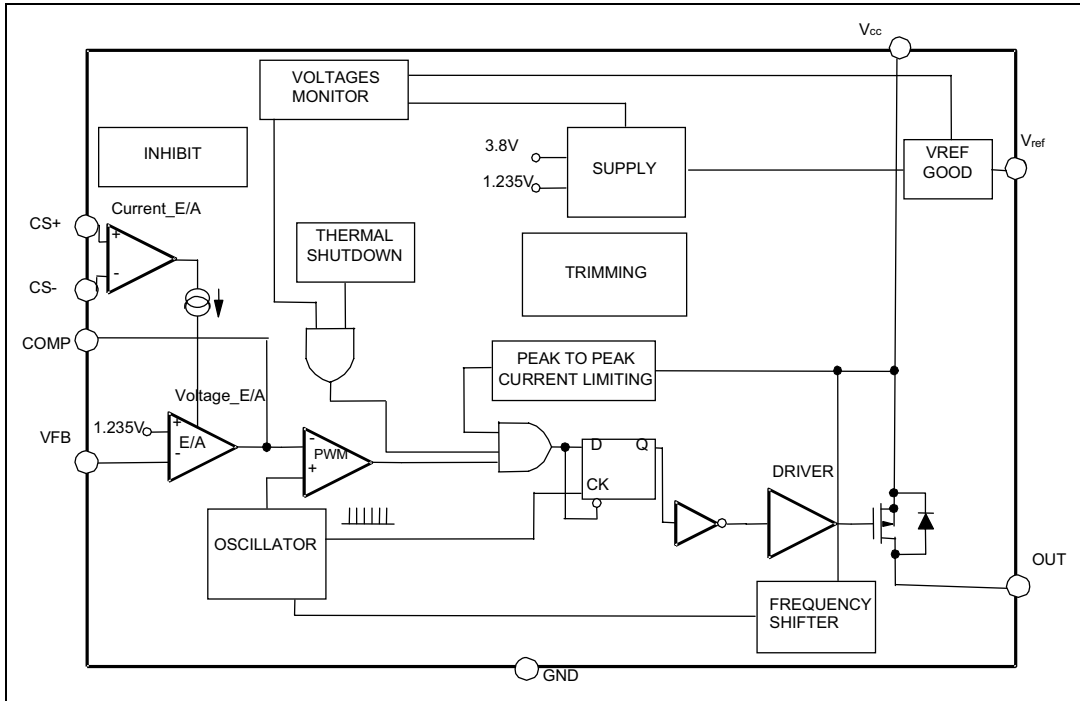 Vcc
VOLTAGES
MONITOR
INHIBIT
3.8V
1.235V
SUPPLY
VREF
GOOD
Vref
Current_E/A
CS+
+
-
CS-
THERMAL
SHUTDOWN
TRIMMING
COMP
PEAK TO PEAK
CURRENT LIMITING
Voltage_E/A
1.235V
VFB
+
E/A
-
-
PWM
+
D
Q
CK
DRIVER
OSCILLATOR
OUT
FREQUENCY
SHIFTER
GND